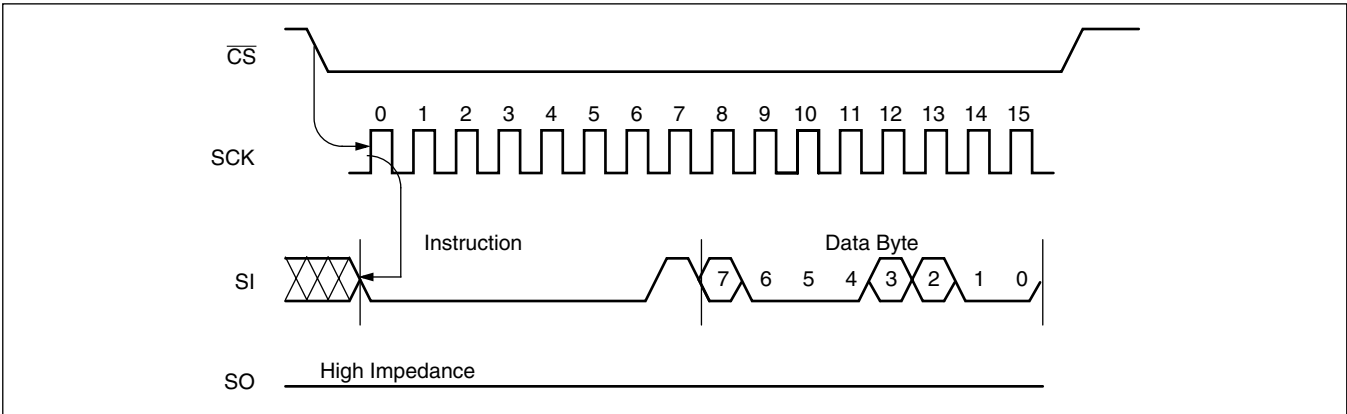 CS
0 1 2 3 4 5 6 7 8 9 10 11 12 13 14 15
SCK
Instruction Data Byte
SI 7 6 5 4 3 2 1 0
High Impedance
SO